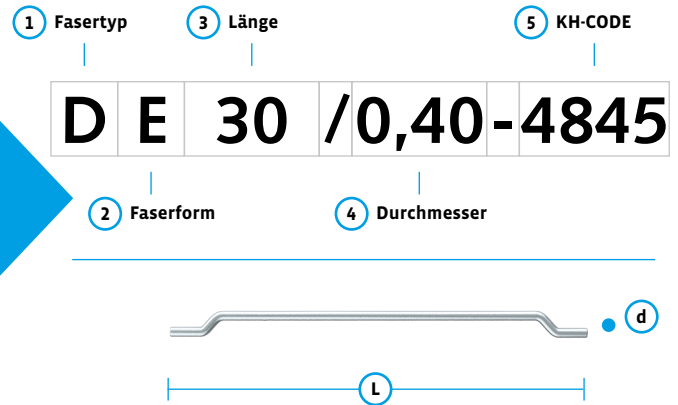 1 Fasertyp 3 Länge 5 KH-CODE
D E 30 /0,40-4845
2 Faserform 4 Durchmesser
d
L